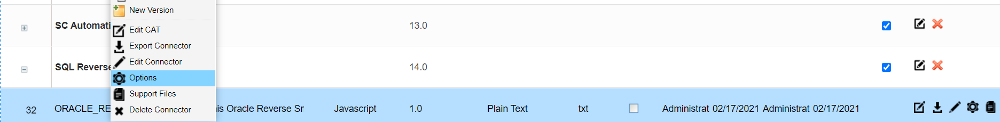 New Version
SC Automati 13.0
Edit CAT
Export Connector
Edit Connector
SQL Reverse 14.0
Options
Support Files
32 ORACLE_RE is Oracle Reverse Javascript 1.0 Plain Text txt Administrat 02/17/2021 Administrat 02/17/2021
Delete Connector